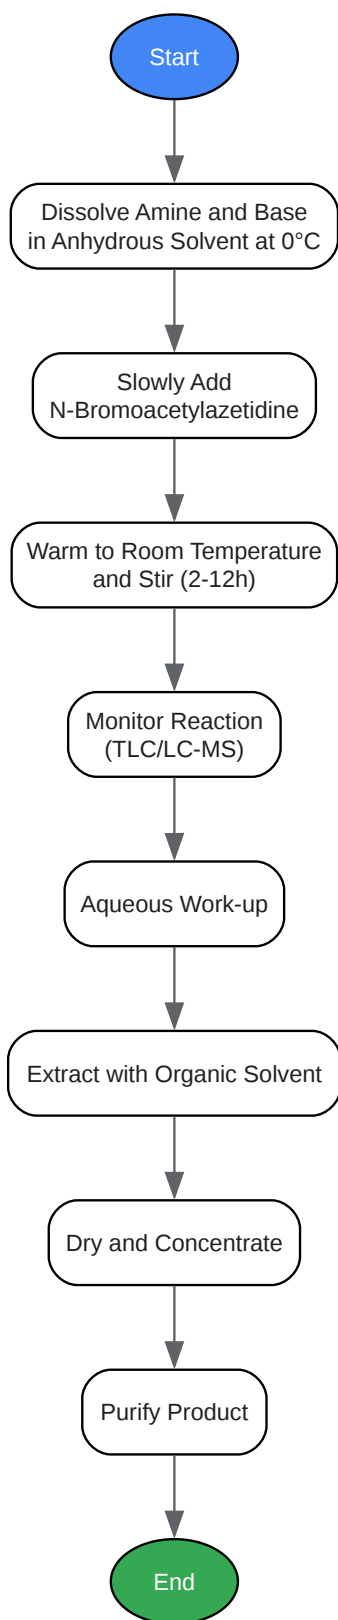 Start
Dissolve Amine and Base
in Anhydrous Solvent at 0°C
Slowly Add
N-Bromoacetylazetidine
Warm to Room Temperature
and Stir (2-12h)
Monitor Reaction
(TLC/LC-MS)
Aqueous Work-up
Extract with Organic Solvent
Dry and Concentrate
Purify Product
End